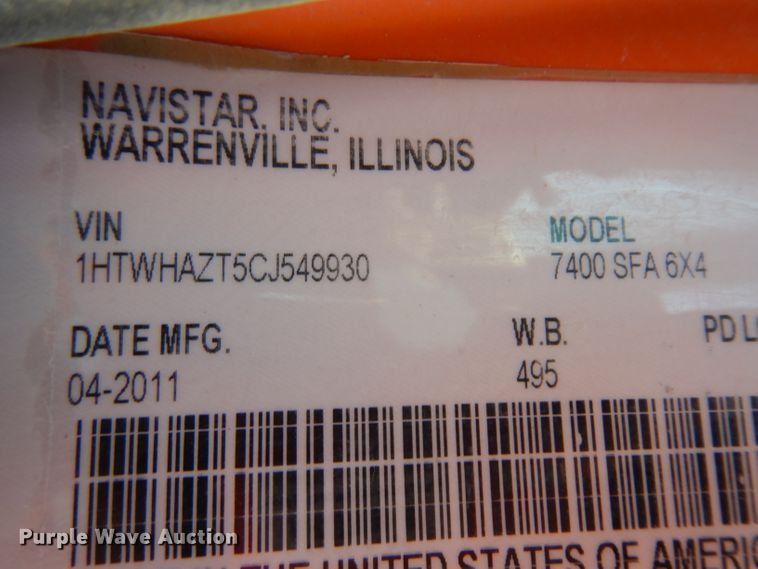 NAVISTAR, INC.
WARRENVILLE, ILLINOIS
VIN MODEL
1HTWHAZT5CJ549930 7400 SFA 6X4
DATE MFG. W.B. PD
04-2011 495
THE UNITED STATES OF
Purple Wave Auction